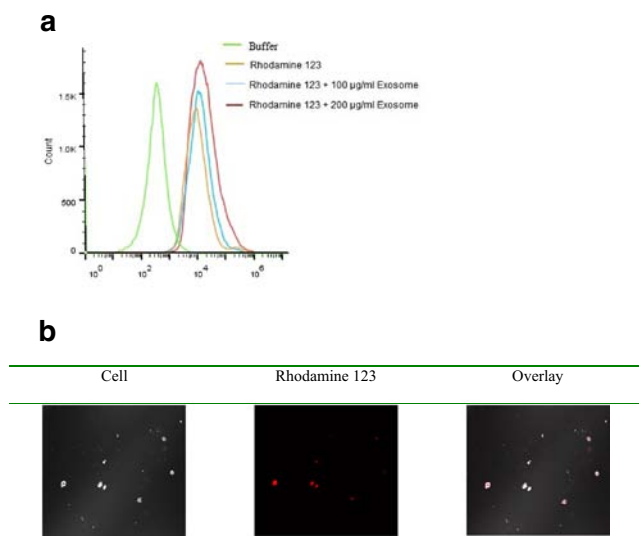 a
Buffer
Rhodamine 123
Rhodamine 123 + 100 µg/ml Exosome
Rhodamine 123 + 200 µg/ml Exosome
Count
1.5K
1.0K
500
0
10^0 10^2 10^4 10^6
b
Cell Rhodamine 123 Overlay